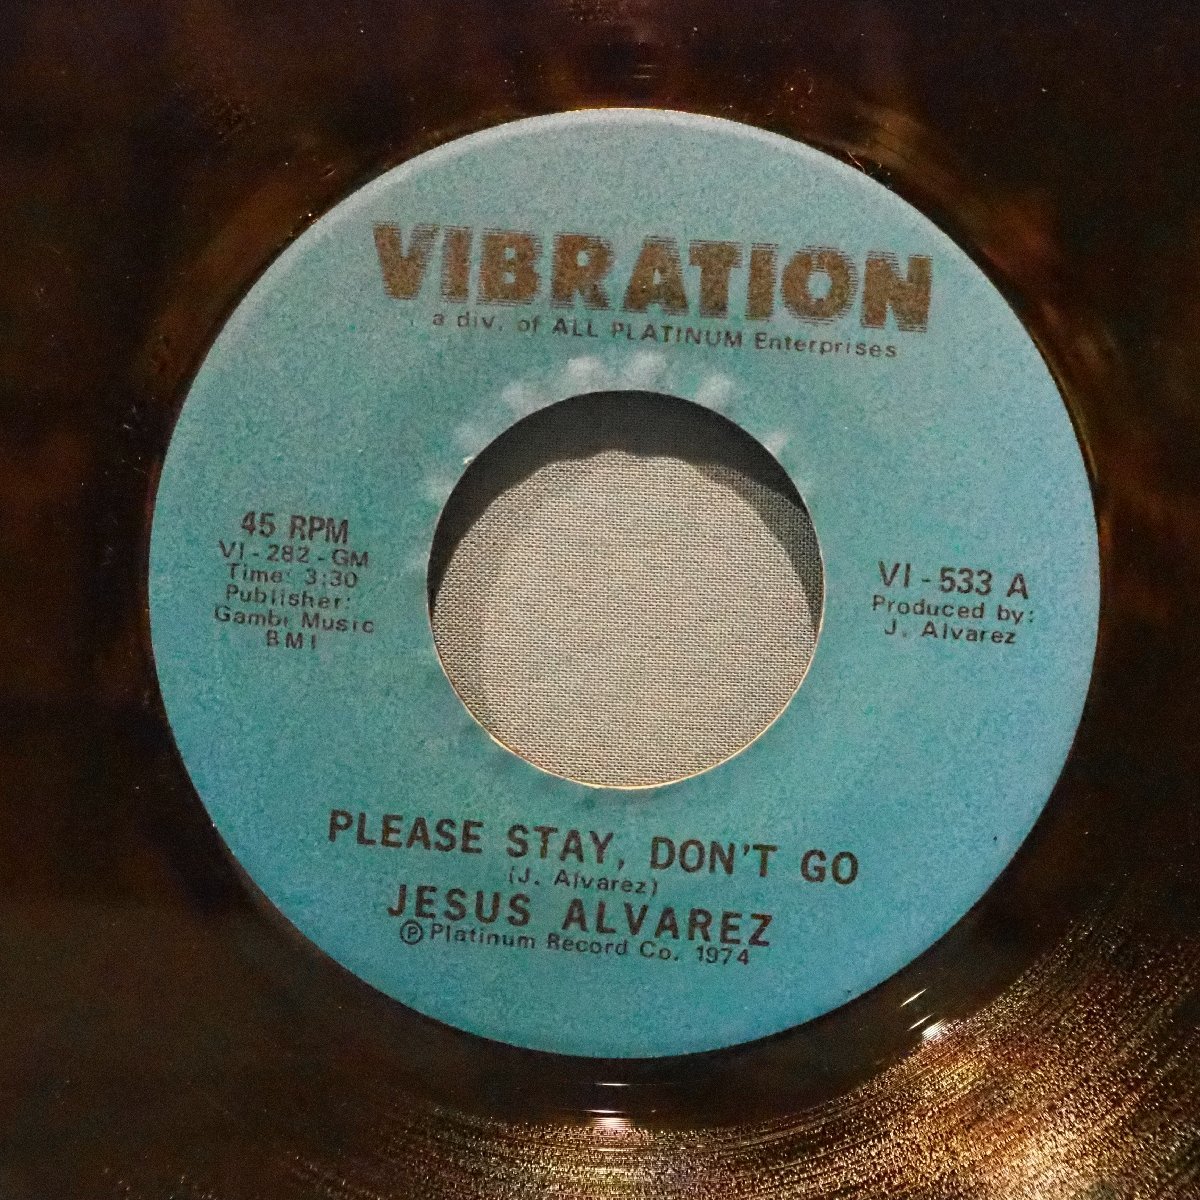 VIBRATION
a div. of ALL PLATINUM Enterprises
45 RPM
VI-282-GM
Time: 3:30
Publisher:
Gambi Music
BMI
VI-533 A
Produced by:
J. Alvarez
PLEASE STAY, DON'T GO
(J. Alvarez)
JESUS ALVAREZ
Ⓟ Platinum Record Co. 1974